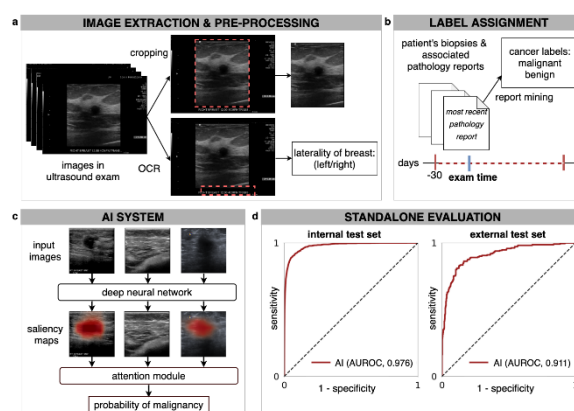 a IMAGE EXTRACTION & PRE-PROCESSING
cropping
images in
ultrasound exam
OCR
laterality of breast:
(left/right)
b LABEL ASSIGNMENT
patient's biopsies &
associated
pathology reports
cancer labels:
malignant
benign
report mining
most recent
pathology
report
days
-30
exam time
c AI SYSTEM
input
images
deep neural network
saliency
maps
attention module
probability of malignancy
d STANDALONE EVALUATION
internal test set
sensitivity
1
AI (AUROC, 0.976)
0
1
1 - specificity
external test set
sensitivity
1
AI (AUROC, 0.911)
0
1
1 - specificity